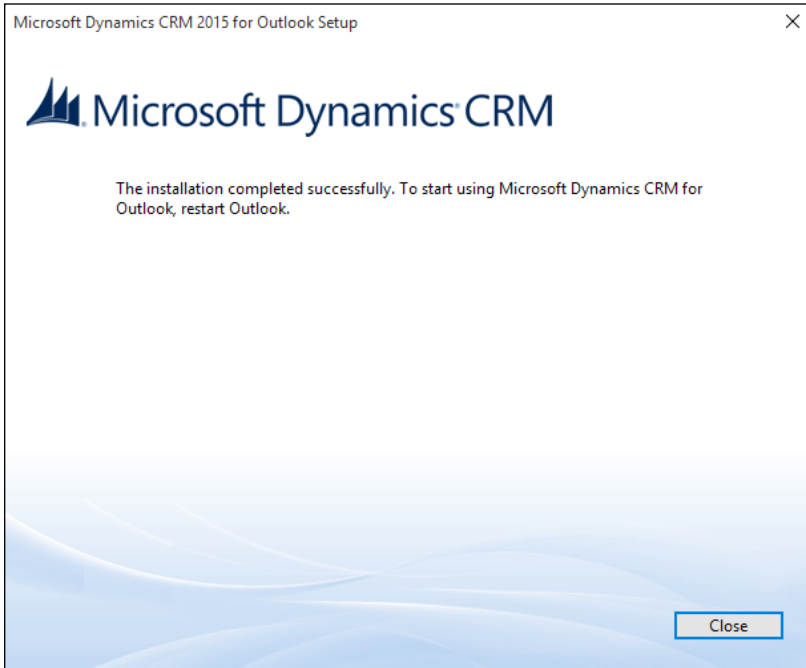 Microsoft Dynamics CRM 2015 for Outlook Setup
Microsoft Dynamics CRM
The installation completed successfully. To start using Microsoft Dynamics CRM for
Outlook, restart Outlook.
Close